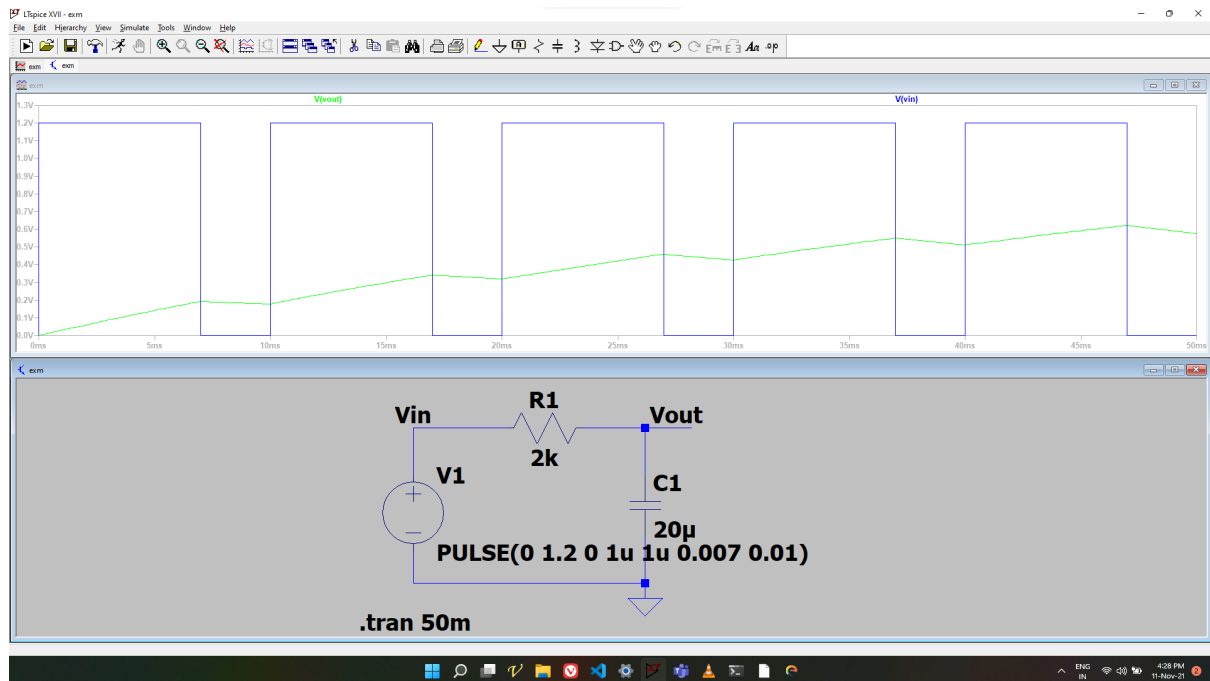 LTspice XVII - exm
File Edit Hierarchy View Simulate Tools Window Help
Aa .op
exm exm
exm
V(vout) V(vin)
1.3V
1.2V
1.1V
1.0V
0.9V
0.8V
0.7V
0.6V
0.5V
0.4V
0.3V
0.2V
0.1V
0.0V
0ms 5ms 10ms 15ms 20ms 25ms 30ms 35ms 40ms 45ms 50ms
exm
R1
Vin Vout
2k
V1
C1
20µ
PULSE(0 1.2 0 1u 1u 0.007 0.01)
.tran 50m
ENG 4:28 PM
IN 11-Nov-21 2